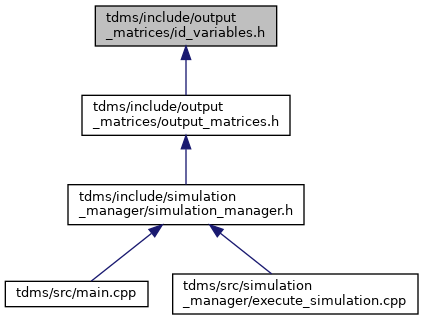 tdms/include/output
_matrices/id_variables.h
tdms/include/output
_matrices/output_matrices.h
tdms/include/simulation
_manager/simulation_manager.h
tdms/src/main.cpp
tdms/src/simulation
_manager/execute_simulation.cpp